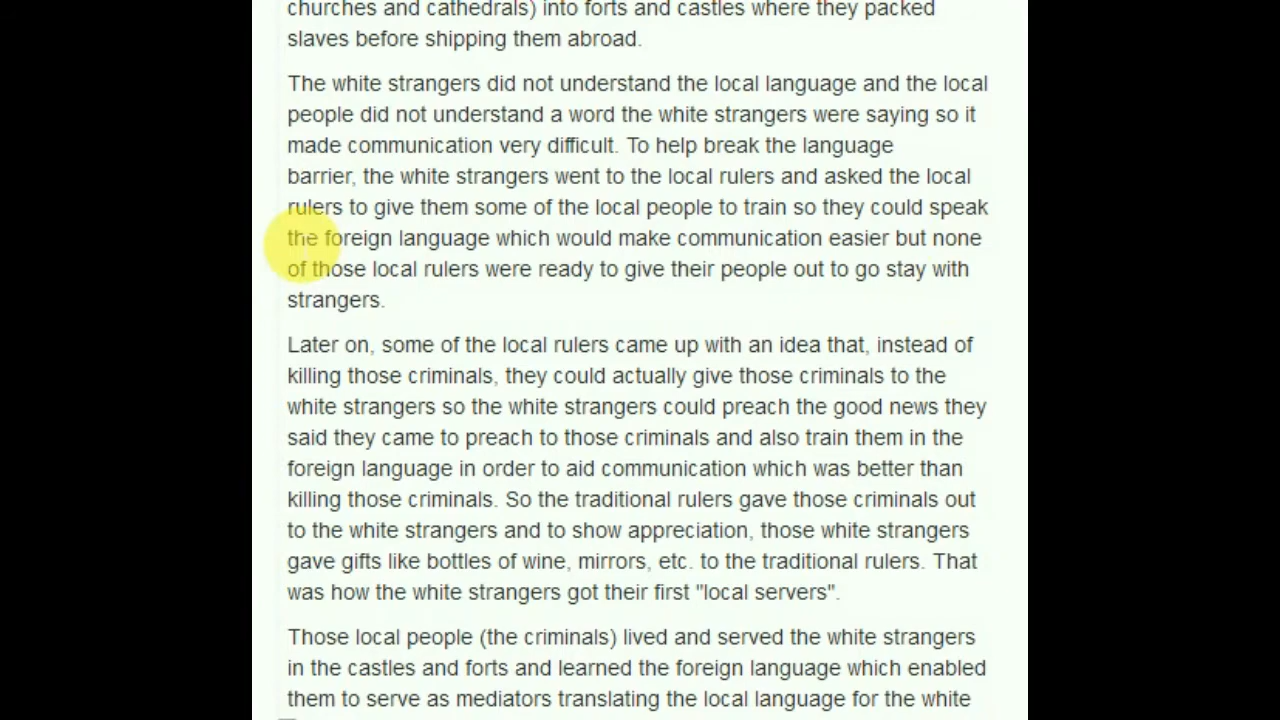 churches and cathedrals) into forts and castles where they packed
slaves before shipping them abroad.
The white strangers did not understand the local language and the local
people did not understand a word the white strangers were saying so it
made communication very difficult. To help break the language
barrier, the white strangers went to the local rulers and asked the local
rulers to give them some of the local people to train so they could speak
the foreign language which would make communication easier but none
of those local rulers were ready to give their people out to go stay with
strangers.
Later on, some of the local rulers came up with an idea that, instead of
killing those criminals, they could actually give those criminals to the
white strangers so the white strangers could preach the good news they
said they came to preach to those criminals and also train them in the
foreign language in order to aid communication which was better than
killing those criminals. So the traditional rulers gave those criminals out
to the white strangers and to show appreciation, those white strangers
gave gifts like bottles of wine, mirrors, etc. to the traditional rulers. That
was how the white strangers got their first "local servers".
Those local people (the criminals) lived and served the white strangers
in the castles and forts and learned the foreign language which enabled
them to serve as mediators translating the local language for the white